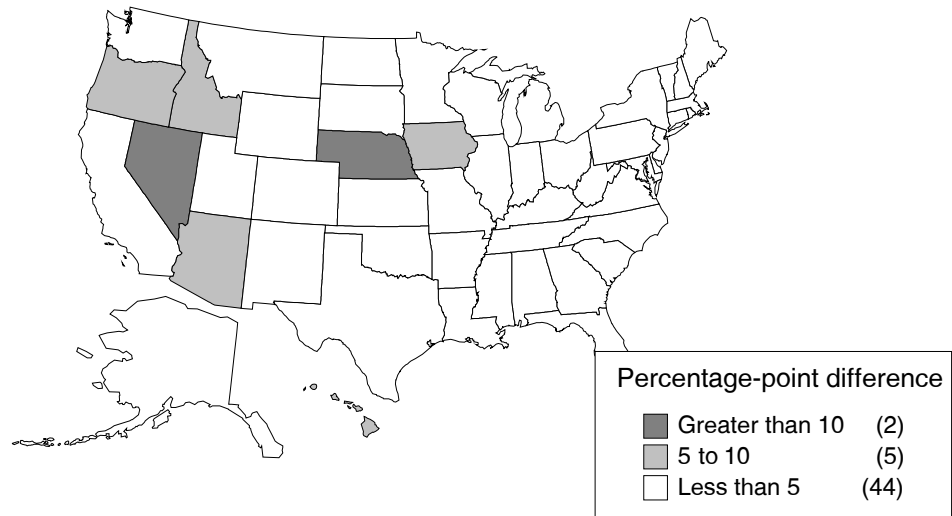 Percentage-point difference
Greater than 10 (2)
5 to 10 (5)
Less than 5 (44)